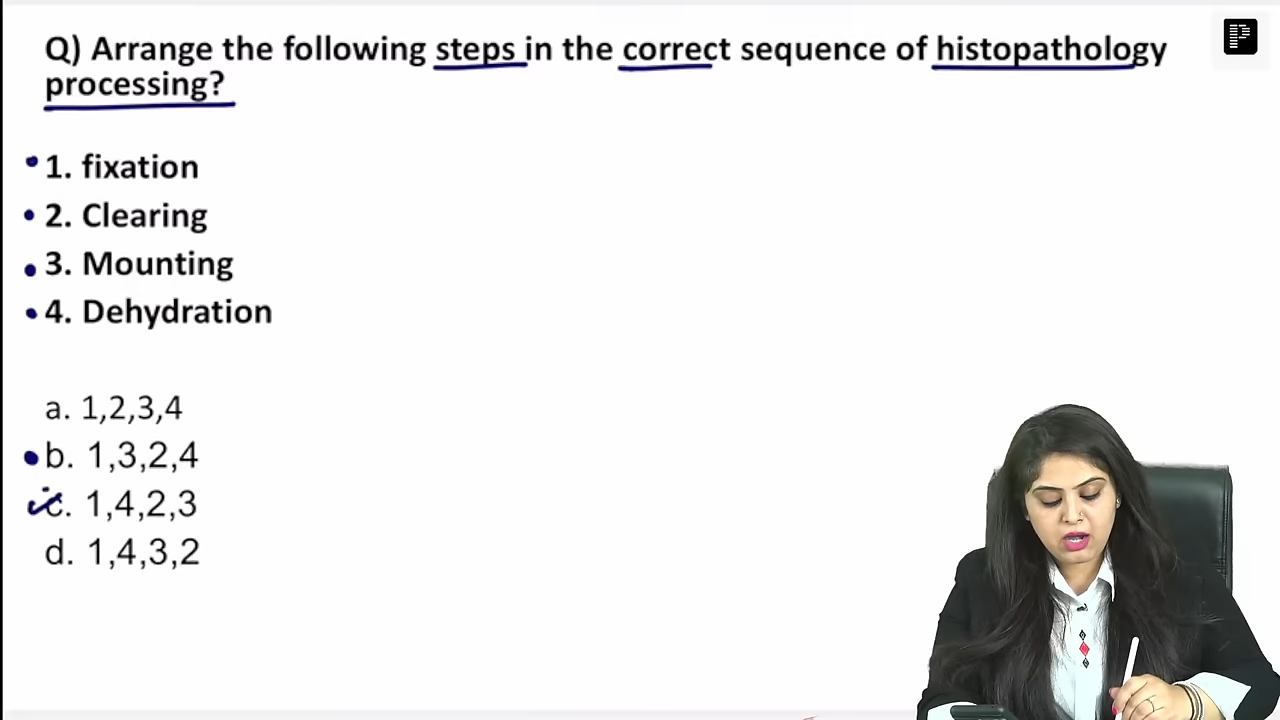 Q) Arrange the following steps in the correct sequence of histopathology
processing?
1. fixation
2. Clearing
3. Mounting
4. Dehydration
a. 1,2,3,4
b. 1,3,2,4
c. 1,4,2,3
d. 1,4,3,2